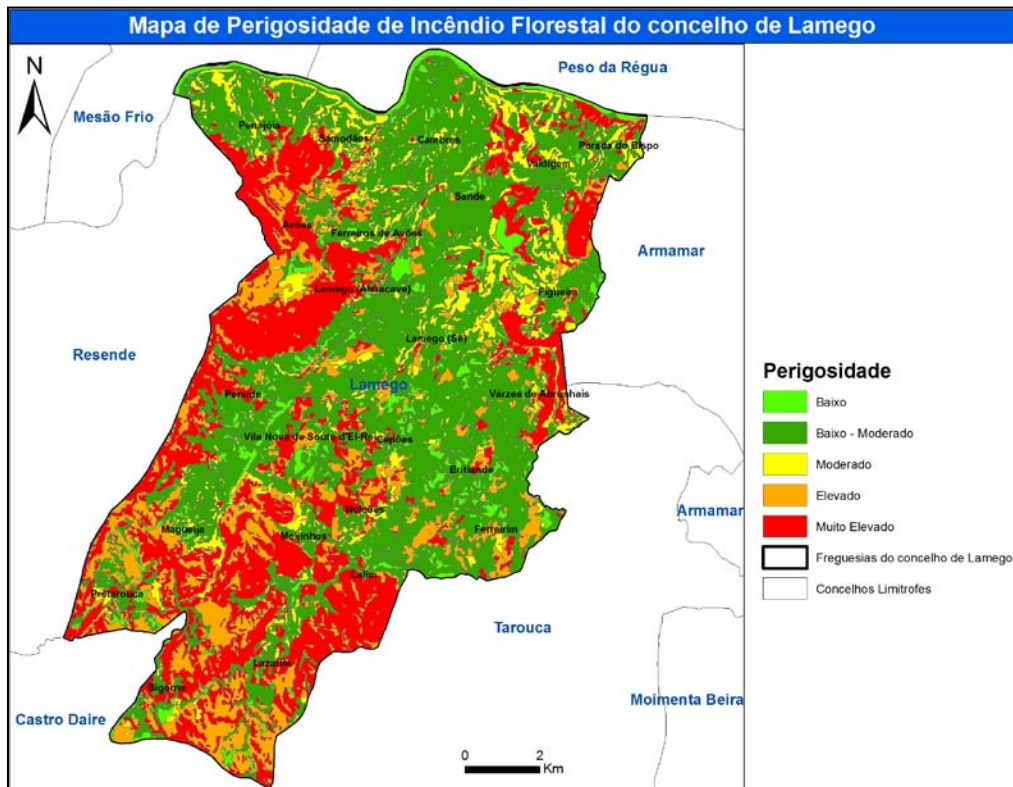 Mapa de Perigosidade de Incêndio Florestal do concelho de Lamego
N
Peso da Régua
Mesão Frio
Penajóia
Samodães
Cambres
Parada do Bispo
Valdigem
Sande
Avões
Ferreiros de Avões
Armamar
Lamego (Almacave)
Figueira
Lamego (Sé)
Resende
Lamego
Perigosidade
Penude
Várzea de Abrunhais
Baixo
Vila Nova de Souto d'El-Rei
Cepões
Baixo - Moderado
Britiande
Moderado
Elevado
Melcões
Armamar
Magueija
Meijinhos
Ferreirim
Muito Elevado
Freguesias do concelho de Lamego
Lalim
Pretarouca
Concelhos Limitrofes
Tarouca
Lazarim
Bigorne
Moimenta Beira
Castro Daire
0 2
Km